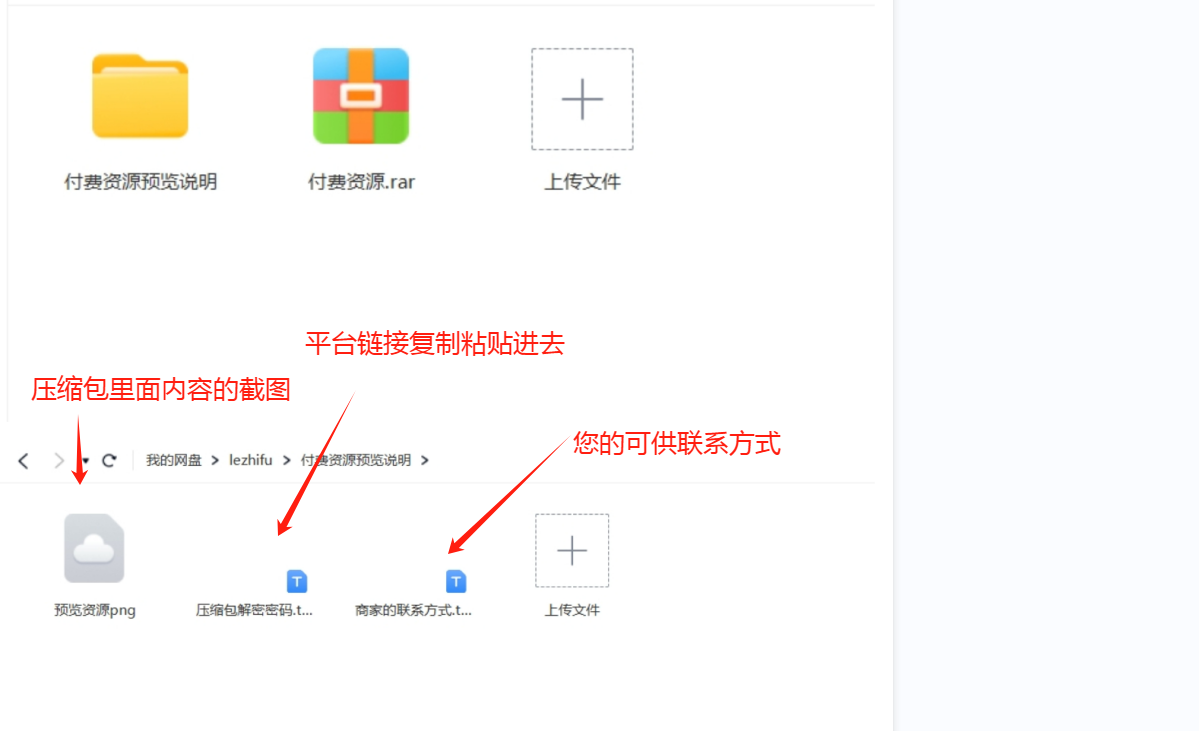 付费资源预览说明
付费资源.rar
上传文件
平台链接复制粘贴进去
压缩包里面内容的截图
您的可供联系方式
我的网盘 > lezhifu > 付费资源预览说明 >
T
T
预览资源png
压缩包解密密码.t...
商家的联系方式.t...
上传文件